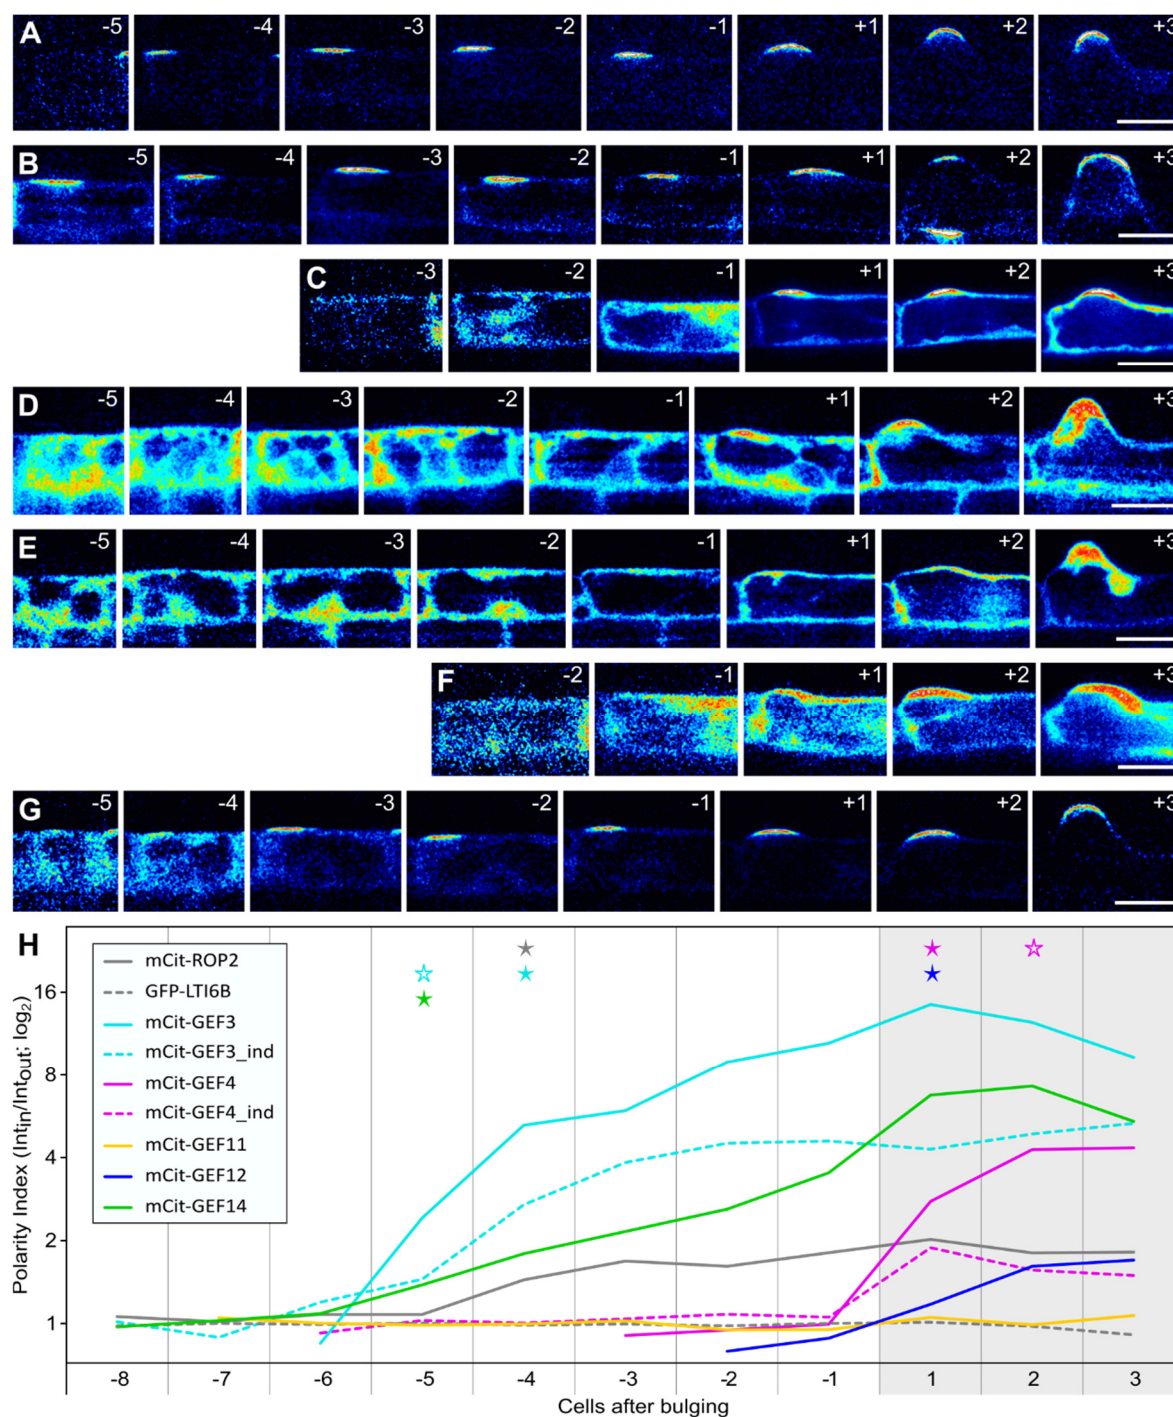 A -5 -4 -3 -2 -1 +1 +2 +3
B -5 -4 -3 -2 -1 +1 +2 +3
C -3 -2 -1 +1 +2 +3
D -5 -4 -3 -2 -1 +1 +2 +3
E -5 -4 -3 -2 -1 +1 +2 +3
F -2 -1 +1 +2 +3
G -5 -4 -3 -2 -1 +1 +2 +3
H
mCit-ROP2
GFP-LTI6B
mCit-GEF3
mCit-GEF3_ind
mCit-GEF4
mCit-GEF4_ind
mCit-GEF11
mCit-GEF12
mCit-GEF14
Polarity Index (Intin/Intout; log2)
16
8
4
2
1
-8 -7 -6 -5 -4 -3 -2 -1 1 2 3
Cells after bulging